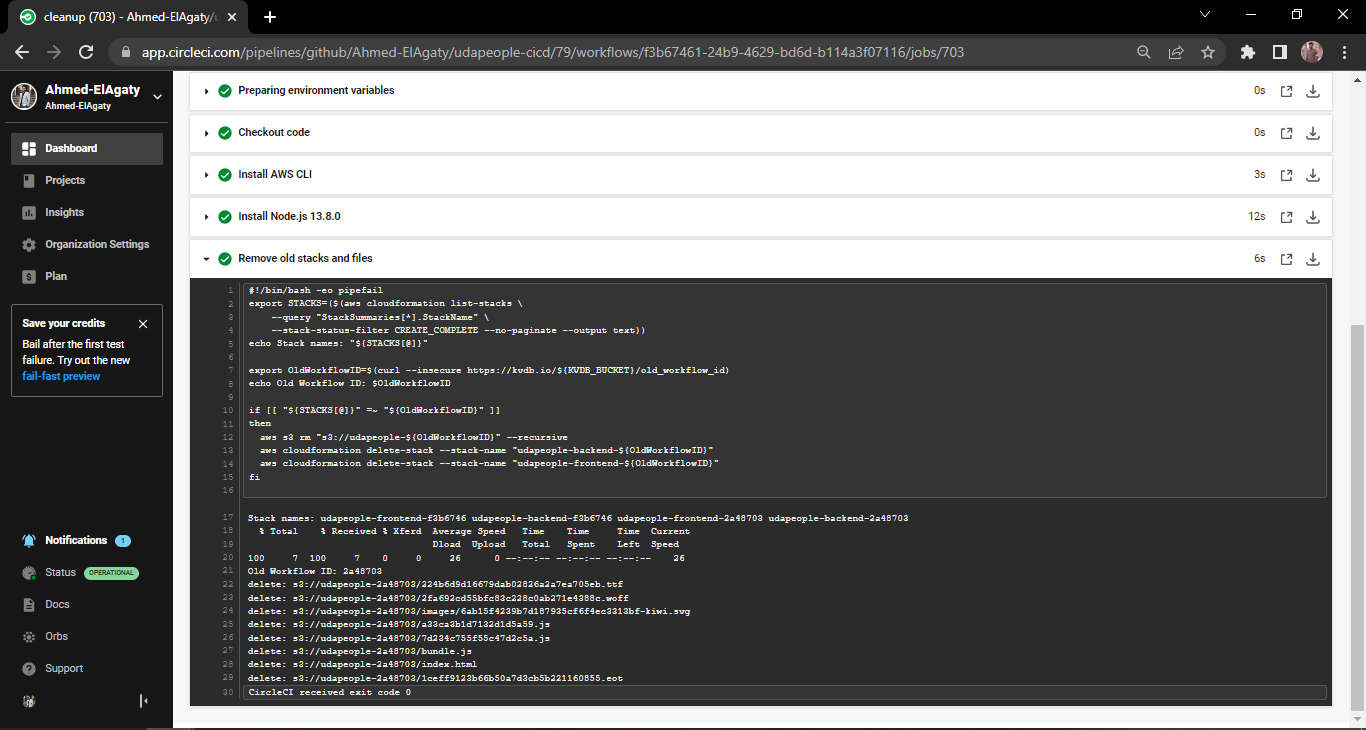 cleanup (703) - Ahmed-ElAgaty/u
app.circleci.com/pipelines/github/Ahmed-ElAgaty/udapeople-cicd/79/workflows/f3b67461-24b9-4629-bd6d-b114a3f07116/jobs/703
Ahmed-ElAgaty
Ahmed-ElAgaty
Dashboard
Projects
Insights
Organization Settings
Plan
Save your credits
Bail after the first test
failure. Try out the new
fail-fast preview
Notifications 1
Status OPERATIONAL
Docs
Orbs
Support
Preparing environment variables 0s
Checkout code 0s
Install AWS CLI 3s
Install Node.js 13.8.0 12s
Remove old stacks and files 6s
1 #!/bin/bash -eo pipefail
2 export STACKS=($(aws cloudformation list-stacks \
3 --query "StackSummaries[*].StackName" \
4 --stack-status-filter CREATE_COMPLETE --no-paginate --output text))
5 echo Stack names: "${STACKS[@]}"
6
7 export OldWorkflowID=$(curl --insecure https://kvdb.io/${KVDB_BUCKET}/old_workflow_id)
8 echo Old Workflow ID: $OldWorkflowID
9
10 if [[ "${STACKS[@]}" =~ "${OldWorkflowID}" ]]
11 then
12 aws s3 rm "s3://udapeople-${OldWorkflowID}" --recursive
13 aws cloudformation delete-stack --stack-name "udapeople-backend-${OldWorkflowID}"
14 aws cloudformation delete-stack --stack-name "udapeople-frontend-${OldWorkflowID}"
15 fi
16
17 Stack names: udapeople-frontend-f3b6746 udapeople-backend-f3b6746 udapeople-frontend-2a48703 udapeople-backend-2a48703
18 % Total % Received % Xferd Average Speed Time Time Time Current
19 Dload Upload Total Spent Left Speed
20 100 7 100 7 0 0 26 0 --:--:-- --:--:-- --:--:-- 26
21 Old Workflow ID: 2a48703
22 delete: s3://udapeople-2a48703/224b6d9d16679dab02826a2a7ea705eb.ttf
23 delete: s3://udapeople-2a48703/2fa692cd55bfc83c228c0ab271e4388c.woff
24 delete: s3://udapeople-2a48703/images/6ab15f4239b7d187935cf6f4ec3313bf-kiwi.svg
25 delete: s3://udapeople-2a48703/a33ca3b1d7132d1d5a59.js
26 delete: s3://udapeople-2a48703/7d234c755f55c47d2c5a.js
27 delete: s3://udapeople-2a48703/bundle.js
28 delete: s3://udapeople-2a48703/index.html
29 delete: s3://udapeople-2a48703/1ceff9123b66b50a7d3cb5b221160855.eot
30 CircleCI received exit code 0